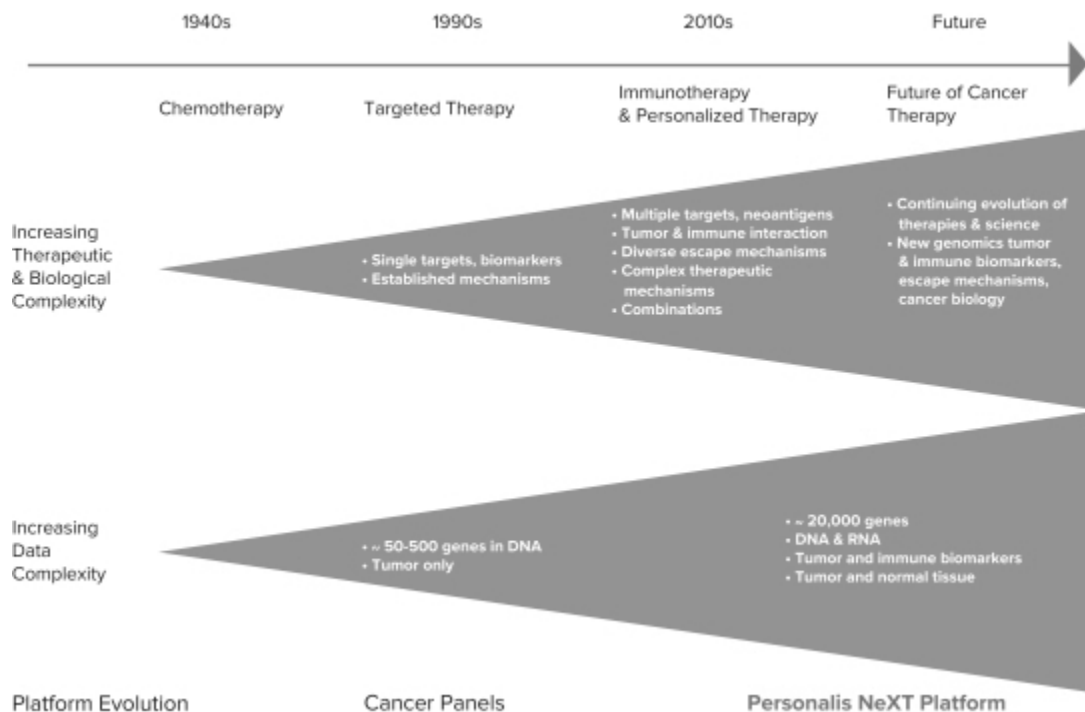 1940s 1990s 2010s Future
Chemotherapy Targeted Therapy Immunotherapy & Personalized Therapy Future of Cancer Therapy
Increasing
Therapeutic
& Biological
Complexity
• Single targets, biomarkers
• Established mechanisms
• Multiple targets, neoantigens
• Tumor & immune interaction
• Diverse escape mechanisms
• Complex therapeutic
mechanisms
• Combinations
• Continuing evolution of
therapies & science
• New genomics tumor
& immune biomarkers,
escape mechanisms,
cancer biology
Increasing
Data
Complexity
• ~ 50-500 genes in DNA
• Tumor only
• ~ 20,000 genes
• DNA & RNA
• Tumor and immune biomarkers
• Tumor and normal tissue
Platform Evolution Cancer Panels Personalis NeXT Platform